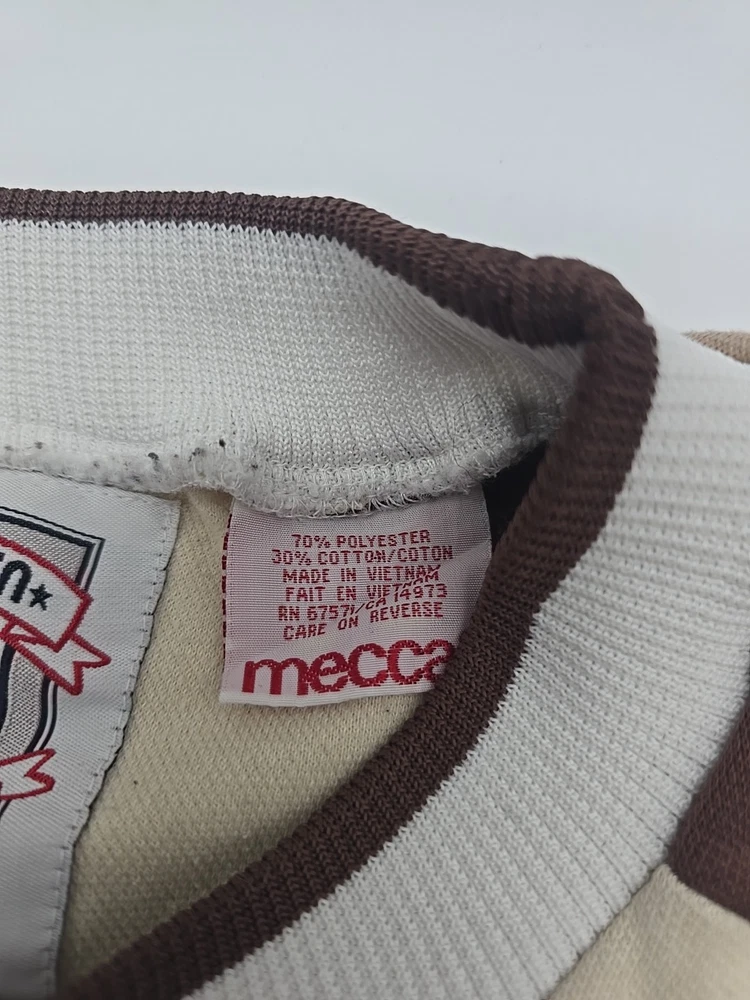 70% POLYESTER
30% COTTON/COTON
MADE IN VIETNAM
FAIT EN VIETNAM
RN 67571/CA 14973
CARE ON REVERSE
mecca